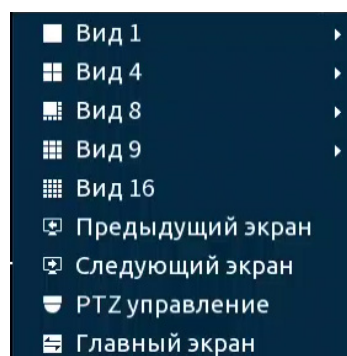 Вид 1
Вид 4
Вид 8
Вид 9
Вид 16
Предыдущий экран
Следующий экран
PTZ управление
Главный экран